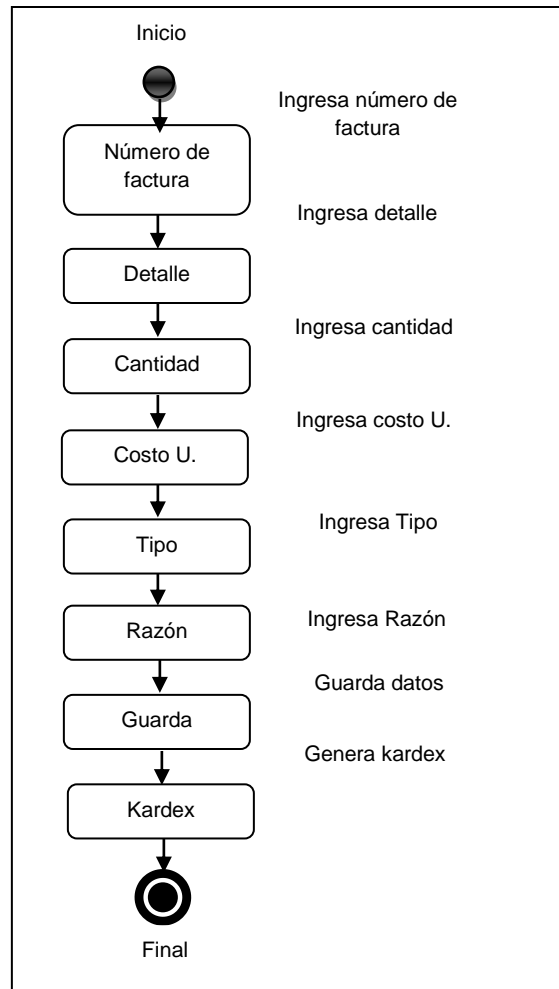 Inicio
Ingresa número de
factura
Número de
factura
Ingresa detalle
Detalle
Ingresa cantidad
Cantidad
Ingresa costo U.
Costo U.
Ingresa Tipo
Tipo
Ingresa Razón
Razón
Guarda datos
Guarda
Genera kardex
Kardex
Final